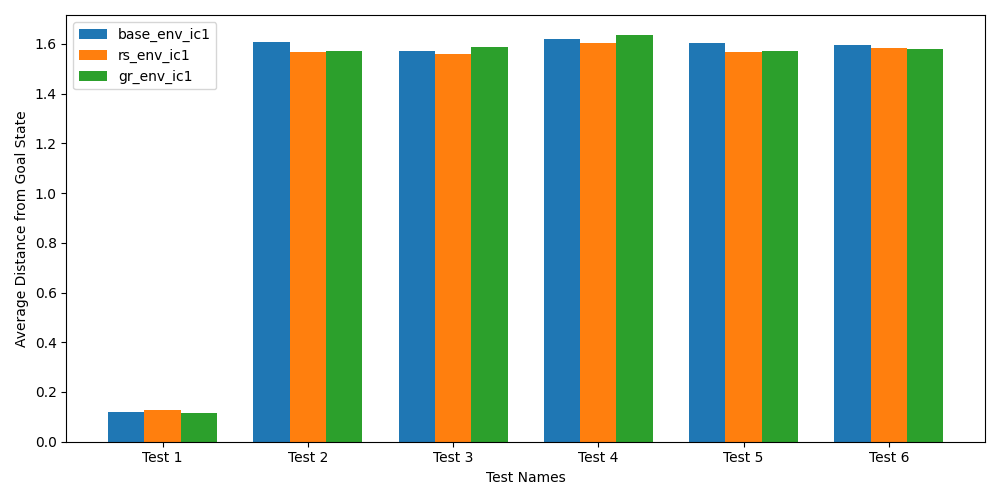 base_env_ic1
rs_env_ic1
gr_env_ic1
Average Distance from Goal State
1.6
1.4
1.2
1.0
0.8
0.6
0.4
0.2
0.0
Test 1 Test 2 Test 3 Test 4 Test 5 Test 6
Test Names